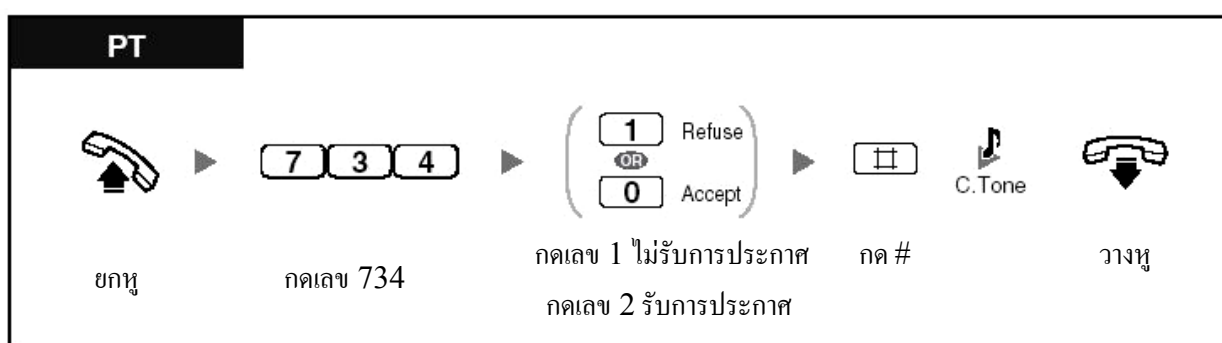 PT
7 3 4
1 Refuse
OR
0 Accept
#
C.Tone
ยกหู
กดเลข 734
กดเลข 1 ไม่รับการประกาศ
กดเลข 2 รับการประกาศ
กด #
วางหู